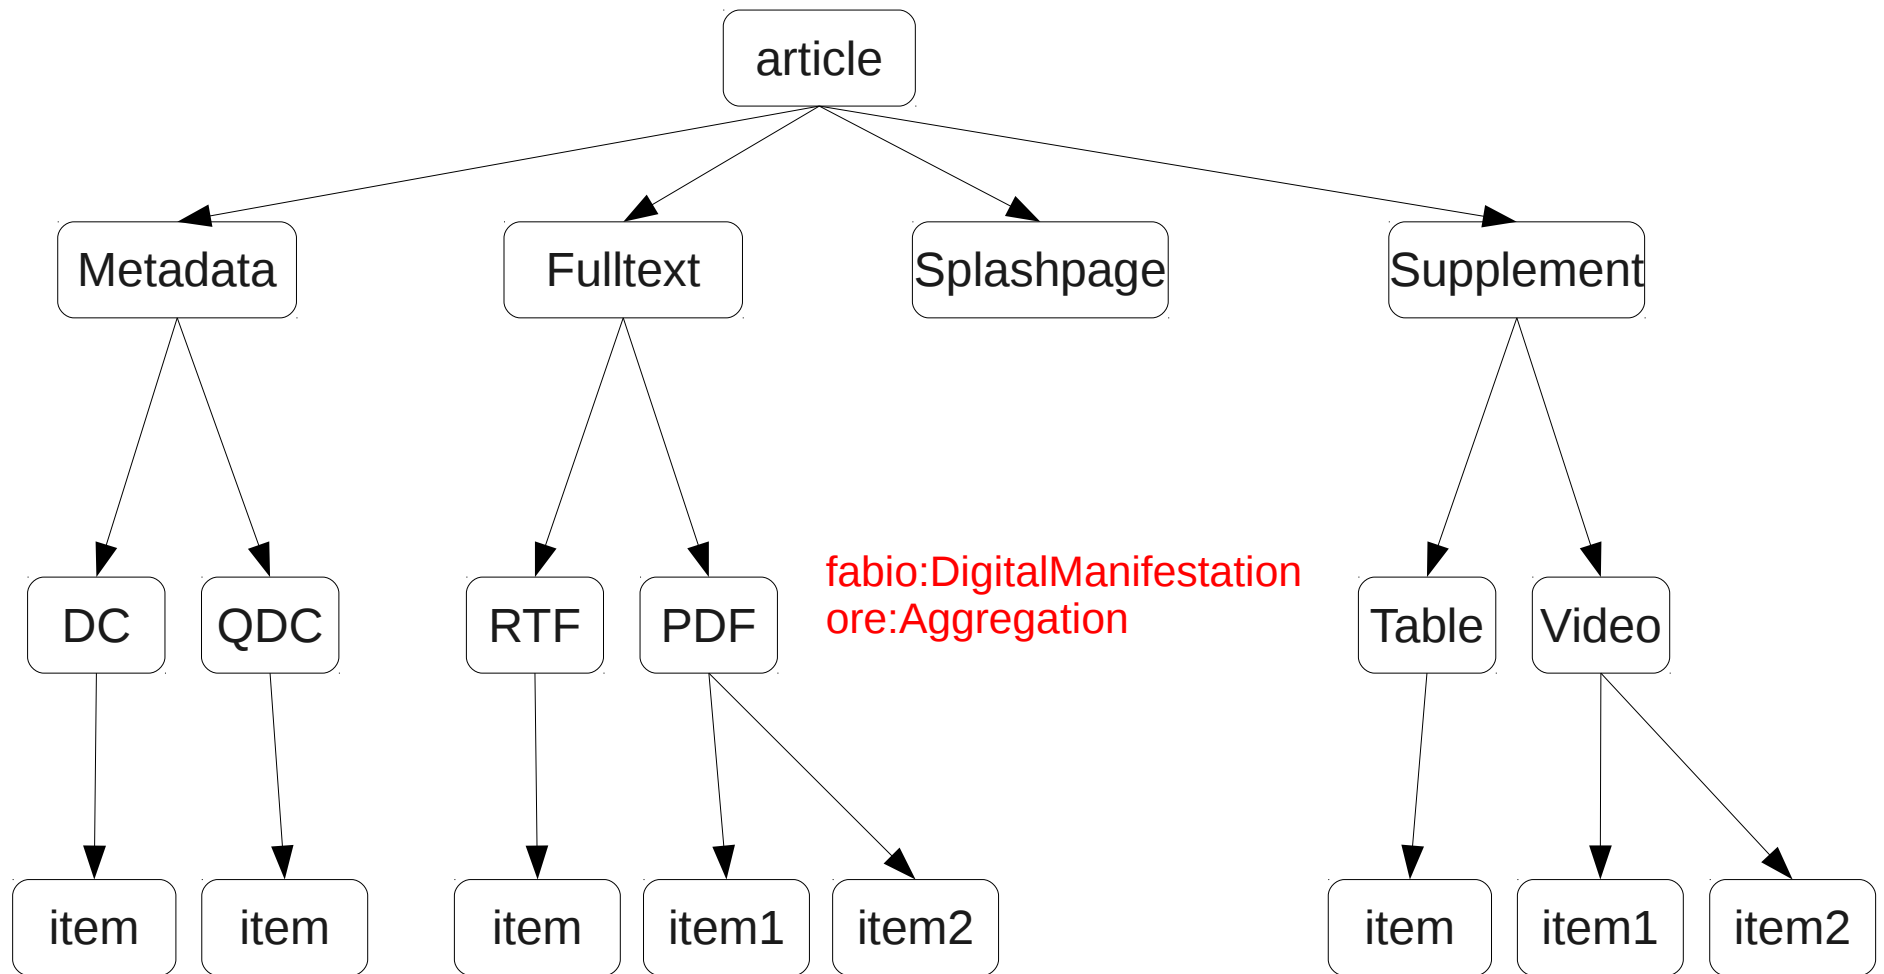 article
Metadata
Fulltext
Splashpage
Supplement
fabio:DigitalManifestation
ore:Aggregation
DC
QDC
RTF
PDF
Table
Video
item
item
item
item1
item2
item
item1
item2